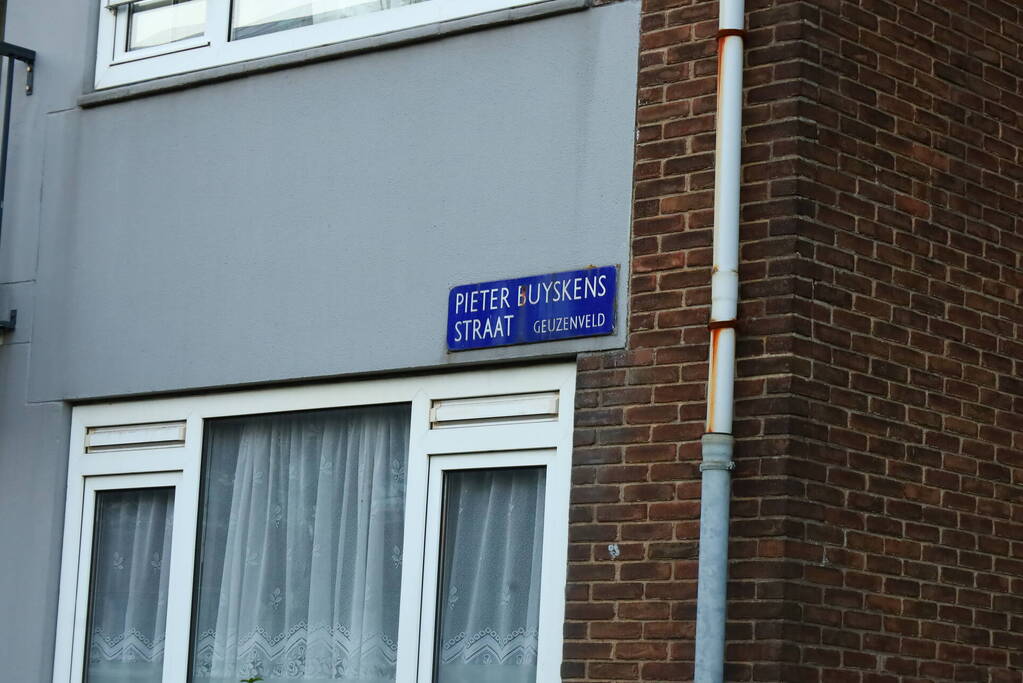 PIETER BUYSKENS
STRAAT GEUZENVELD